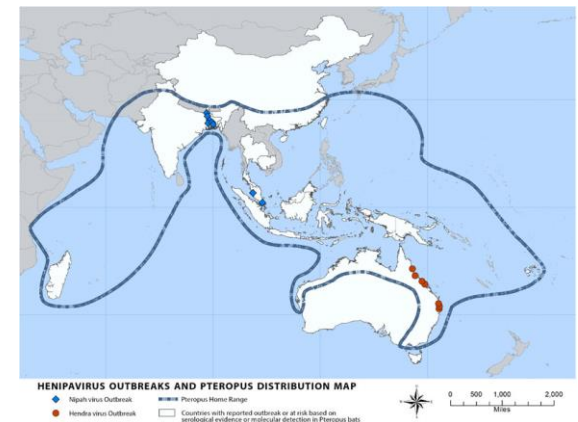 HENIPAVIRUS OUTBREAKS AND PTEROPUS DISTRIBUTION MAP
Nipah virus Outbreak
Pteropus Home Range
Hendra virus Outbreak
Countries with reported outbreak or at risk based on
serological evidence or molecular detection in Pteropus bats
0 500 1,000 2,000
Miles